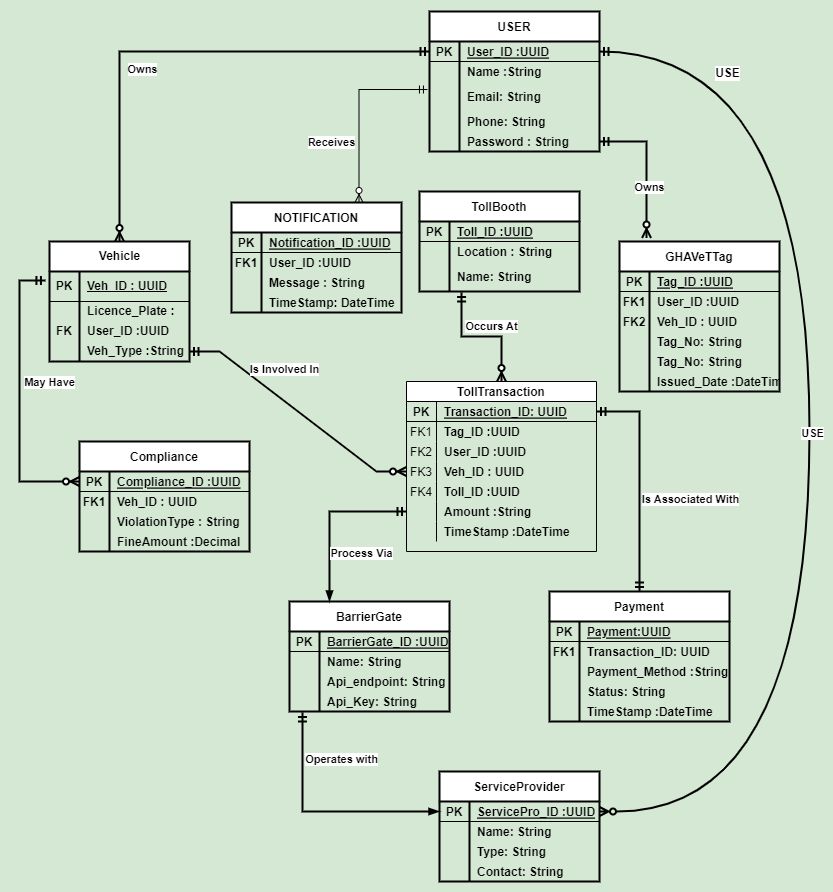 USER
PK User_ID :UUID
Name :String
Email: String
Phone: String
Password : String
Owns
USE
Receives
Owns
NOTIFICATION
PK Notification_ID :UUID
FK1 User_ID :UUID
Message : String
TimeStamp: DateTime
TollBooth
PK Toll_ID :UUID
Location : String
Name: String
Vehicle
PK Veh_ID : UUID
Licence_Plate :
FK User_ID :UUID
Veh_Type :String
GHAVeTTag
PK Tag_ID :UUID
FK1 User_ID :UUID
FK2 Veh_ID : UUID
Tag_No: String
Tag_No: String
Issued_Date :DateTim
Occurs At
Is Involved In
May Have
TollTransaction
PK Transaction_ID: UUID
FK1 Tag_ID :UUID
FK2 User_ID :UUID
FK3 Veh_ID : UUID
FK4 Toll_ID :UUID
Amount :String
TimeStamp :DateTime
USE
Compliance
PK Compliance_ID :UUID
FK1 Veh_ID : UUID
ViolationType : String
FineAmount :Decimal
Is Associated With
Process Via
BarrierGate
PK BarrierGate_ID :UUID
Name: String
Api_endpoint: String
Api_Key: String
Payment
PK Payment:UUID
FK1 Transaction_ID: UUID
Payment_Method :String
Status: String
TimeStamp :DateTime
Operates with
ServiceProvider
PK ServicePro_ID :UUID
Name: String
Type: String
Contact: String